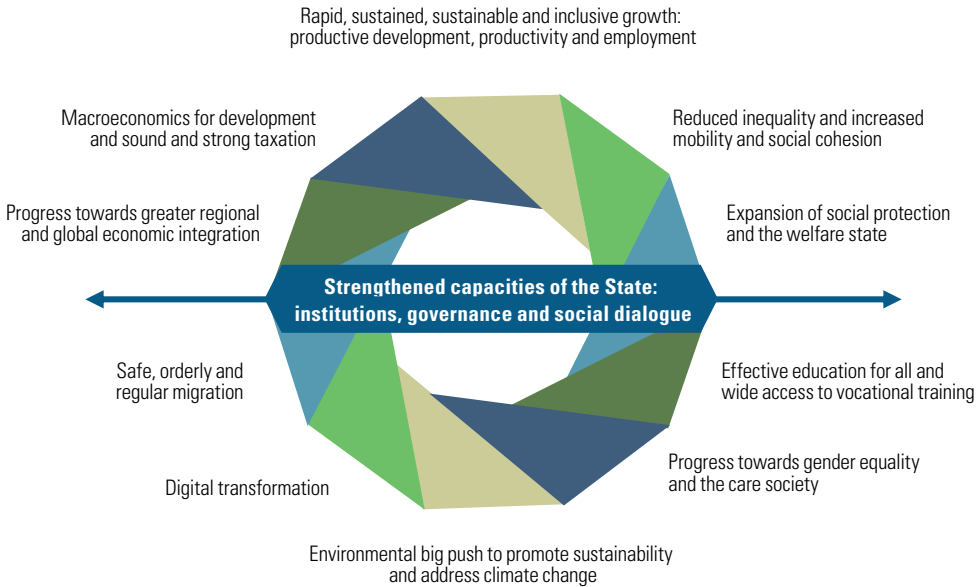 Rapid, sustained, sustainable and inclusive growth:
productive development, productivity and employment
Macroeconomics for development
and sound and strong taxation
Reduced inequality and increased
mobility and social cohesion
Progress towards greater regional
and global economic integration
Expansion of social protection
and the welfare state
Strengthened capacities of the State:
institutions, governance and social dialogue
Safe, orderly and
regular migration
Effective education for all and
wide access to vocational training
Digital transformation
Progress towards gender equality
and the care society
Environmental big push to promote sustainability
and address climate change